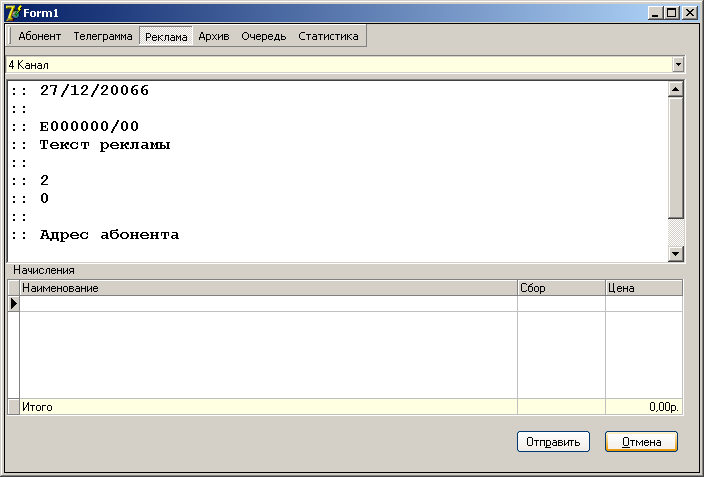 Form1
Абонент Телеграмма Реклама Архив Очередь Статистика
4 Канал
:: 27/12/20066
::
:: E000000/00
:: Текст рекламы
::
:: 2
:: 0
::
:: Адрес абонента
Начисления
Наименование Сбор Цена
Итого 0,00р.
Отправить Отмена